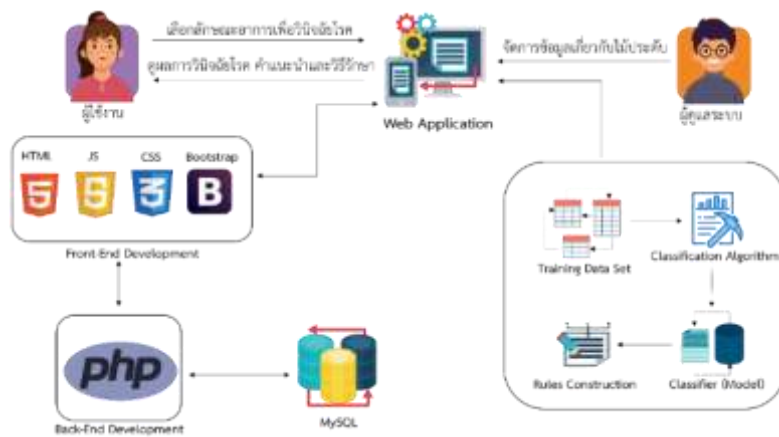 เลือกลักษณะอาการเพื่อวินิจฉัยโรค
ดูผลการวินิจฉัยโรค คำแนะนำและวิธีรักษา
จัดการข้อมูลเกี่ยวกับไม้ประดับ
ผู้ใช้งาน
Web Application
ผู้ดูแลระบบ
HTML
JS
CSS
Bootstrap
5
5
3
B
Front-End Development
Training Data Set
Classification Algorithm
php
Rules Construction
Classifier (Model)
Back-End Development
MySQL